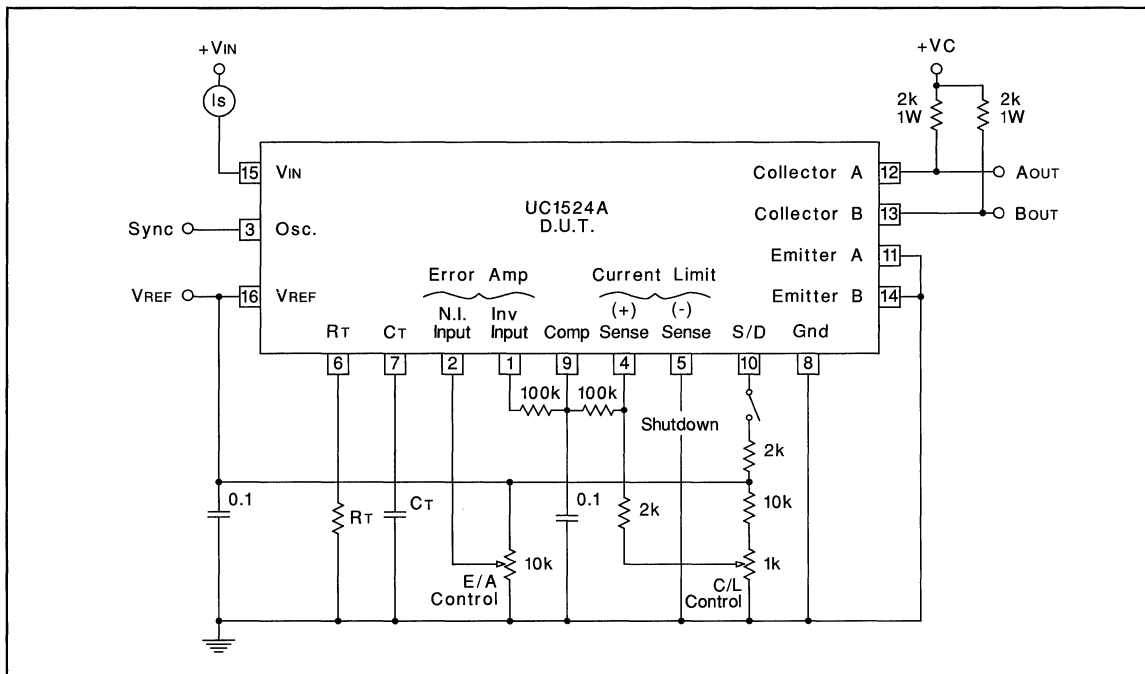 +VIN
Is
+VC
2k 1W
2k 1W
15 VIN
Collector A 12
AOUT
UC1524A
D.U.T.
Collector B 13
BOUT
Sync
3 Osc.
Emitter A 11
Error Amp
Current Limit
VREF
16 VREF
Emitter B 14
N.I. Input
Inv Input
(+) Sense
(-) Sense
RT
CT
Comp
S/D
Gnd
6
7
2
1
9
4
5
10
8
100k
100k
Shutdown
2k
0.1
RT
CT
0.1
2k
10k
10k
1k
E/A Control
C/L Control